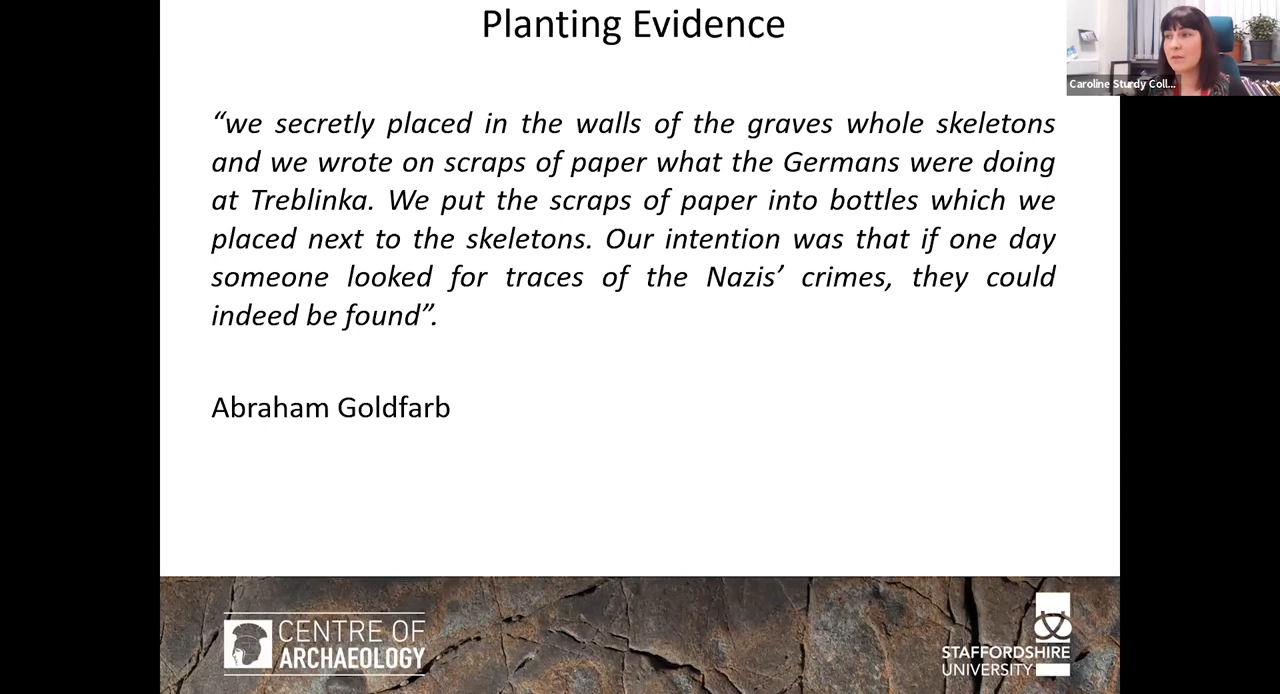 Planting Evidence
Caroline Sturdy Coll...
“we secretly placed in the walls of the graves whole skeletons
and we wrote on scraps of paper what the Germans were doing
at Treblinka. We put the scraps of paper into bottles which we
placed next to the skeletons. Our intention was that if one day
someone looked for traces of the Nazis’ crimes, they could
indeed be found”.
Abraham Goldfarb
CENTRE OF
ARCHAEOLOGY
STAFFORDSHIRE
UNIVERSITY